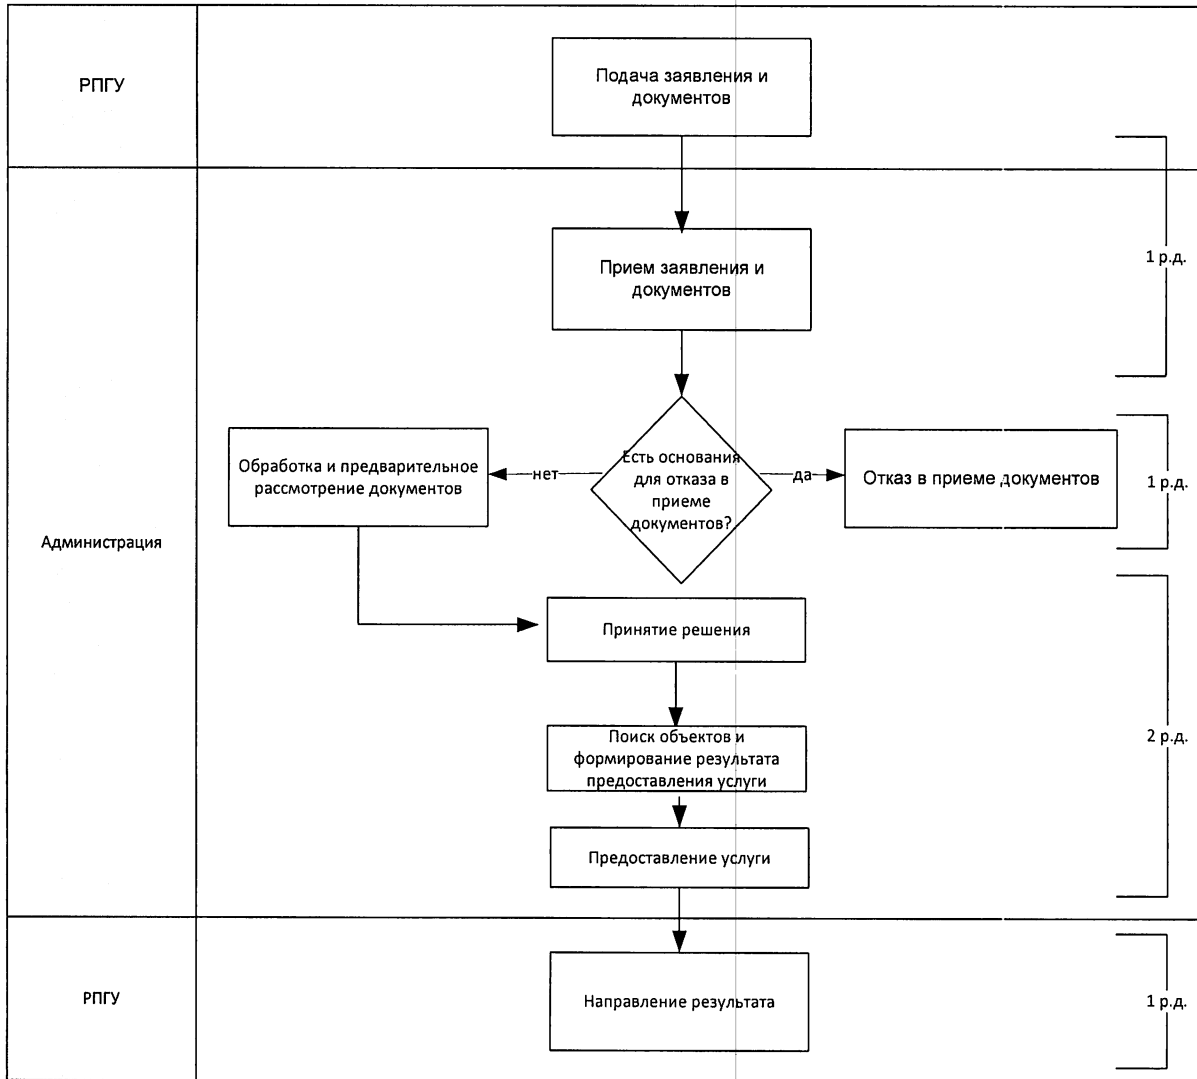 РПГУ
Подача заявления и
документов
Прием заявления и
документов
1 р.д.
Есть основания
для отказа в
приеме
документов?
нет
да
Обработка и предварительное
рассмотрение документов
Отказ в приеме документов
1 р.д.
Администрация
Принятие решения
Поиск объектов и
формирование результата
предоставления услуги
2 р.д.
Предоставление услуги
РПГУ
Направление результата
1 р.д.